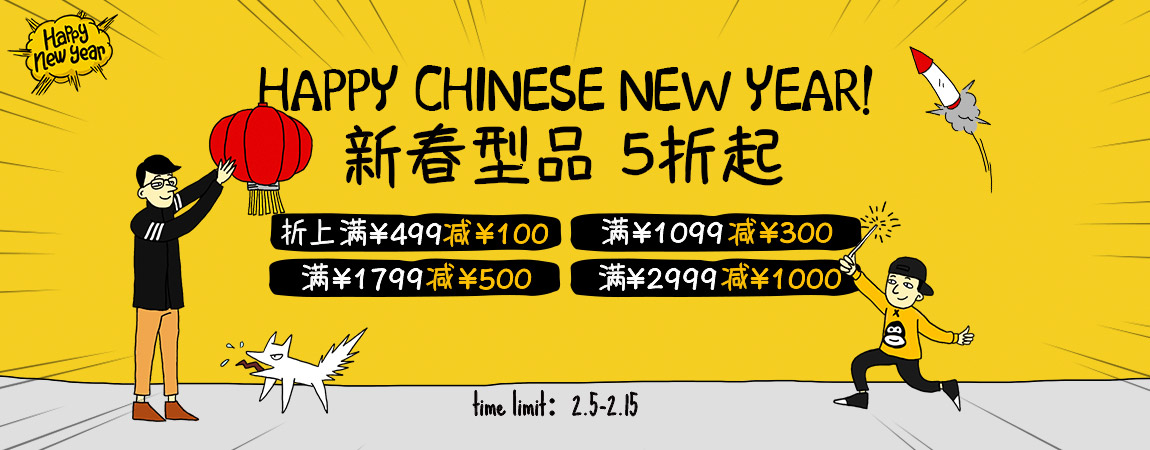 Happy
New Year
HAPPY CHINESE NEW YEAR!
新春型品 5折起
折上满¥499减¥100
满¥1099减¥300
满¥1799减¥500
满¥2999减¥1000
time limit: 2.5-2.15